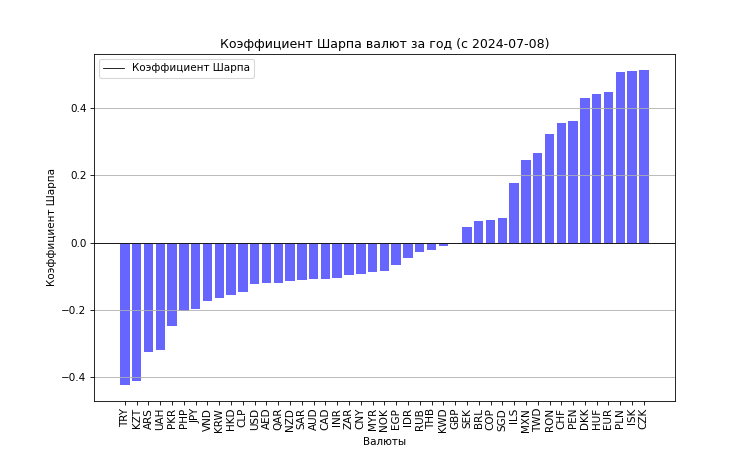 Коэффициент Шарпа валют за год (с 2024-07-08)
Коэффициент Шарпа
0.4
0.2
0.0
−0.2
−0.4
Коэффициент Шарпа
TRY
KZT
ARS
UAH
PKR
PHP
JPY
VND
KRW
HKD
CLP
USD
AED
QAR
NZD
SAR
AUD
CAD
INR
ZAR
CNY
MYR
NOK
EGP
IDR
RUB
THB
KWD
GBP
SEK
BRL
COP
SGD
ILS
MXN
TWD
RON
CHF
PEN
DKK
HUF
EUR
PLN
ISK
CZK
Валюты